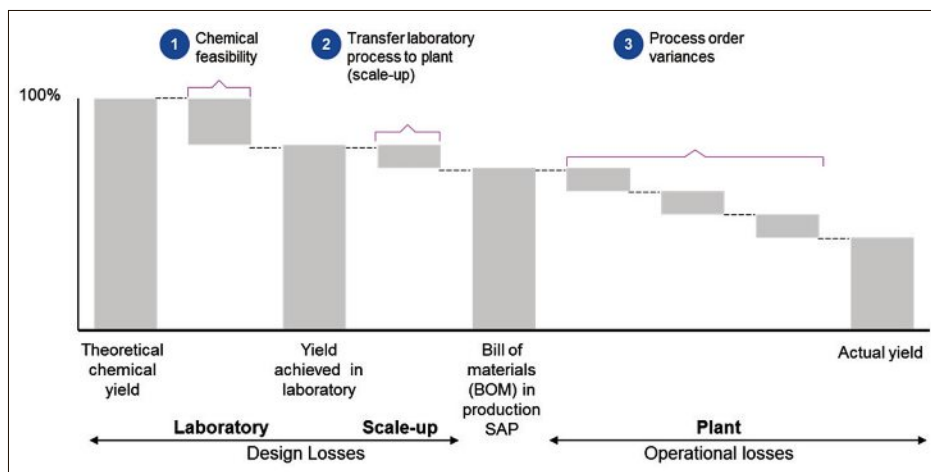 1 Chemical
feasibility
2 Transfer laboratory
process to plant
(scale-up)
3 Process order
variances
100%
Theoretical
chemical
yield
Yield
achieved in
laboratory
Bill of
materials
(BOM) in
production
SAP
Actual yield
Laboratory
Scale-up
Plant
Design Losses
Operational losses